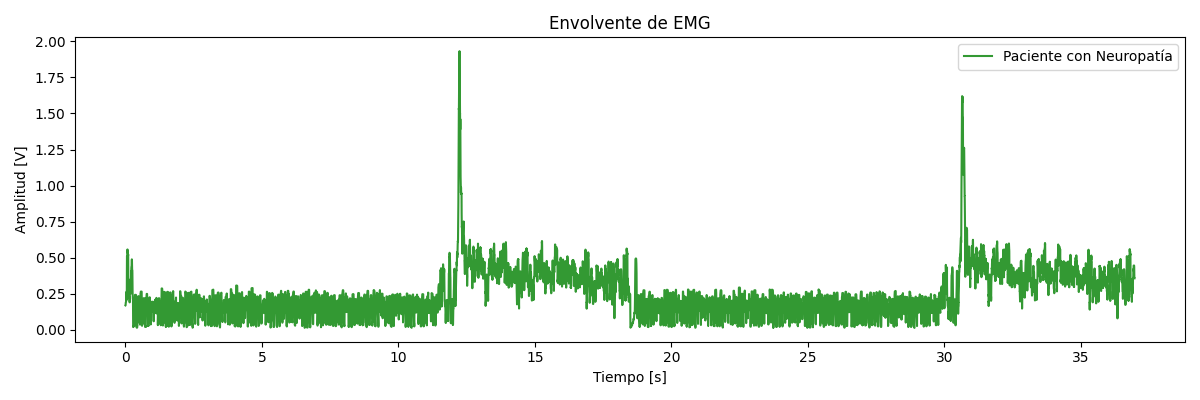 Envolvente de EMG
Paciente con Neuropatía
Amplitud [V]
2.00
1.75
1.50
1.25
1.00
0.75
0.50
0.25
0.00
0 5 10 15 20 25 30 35
Tiempo [s]